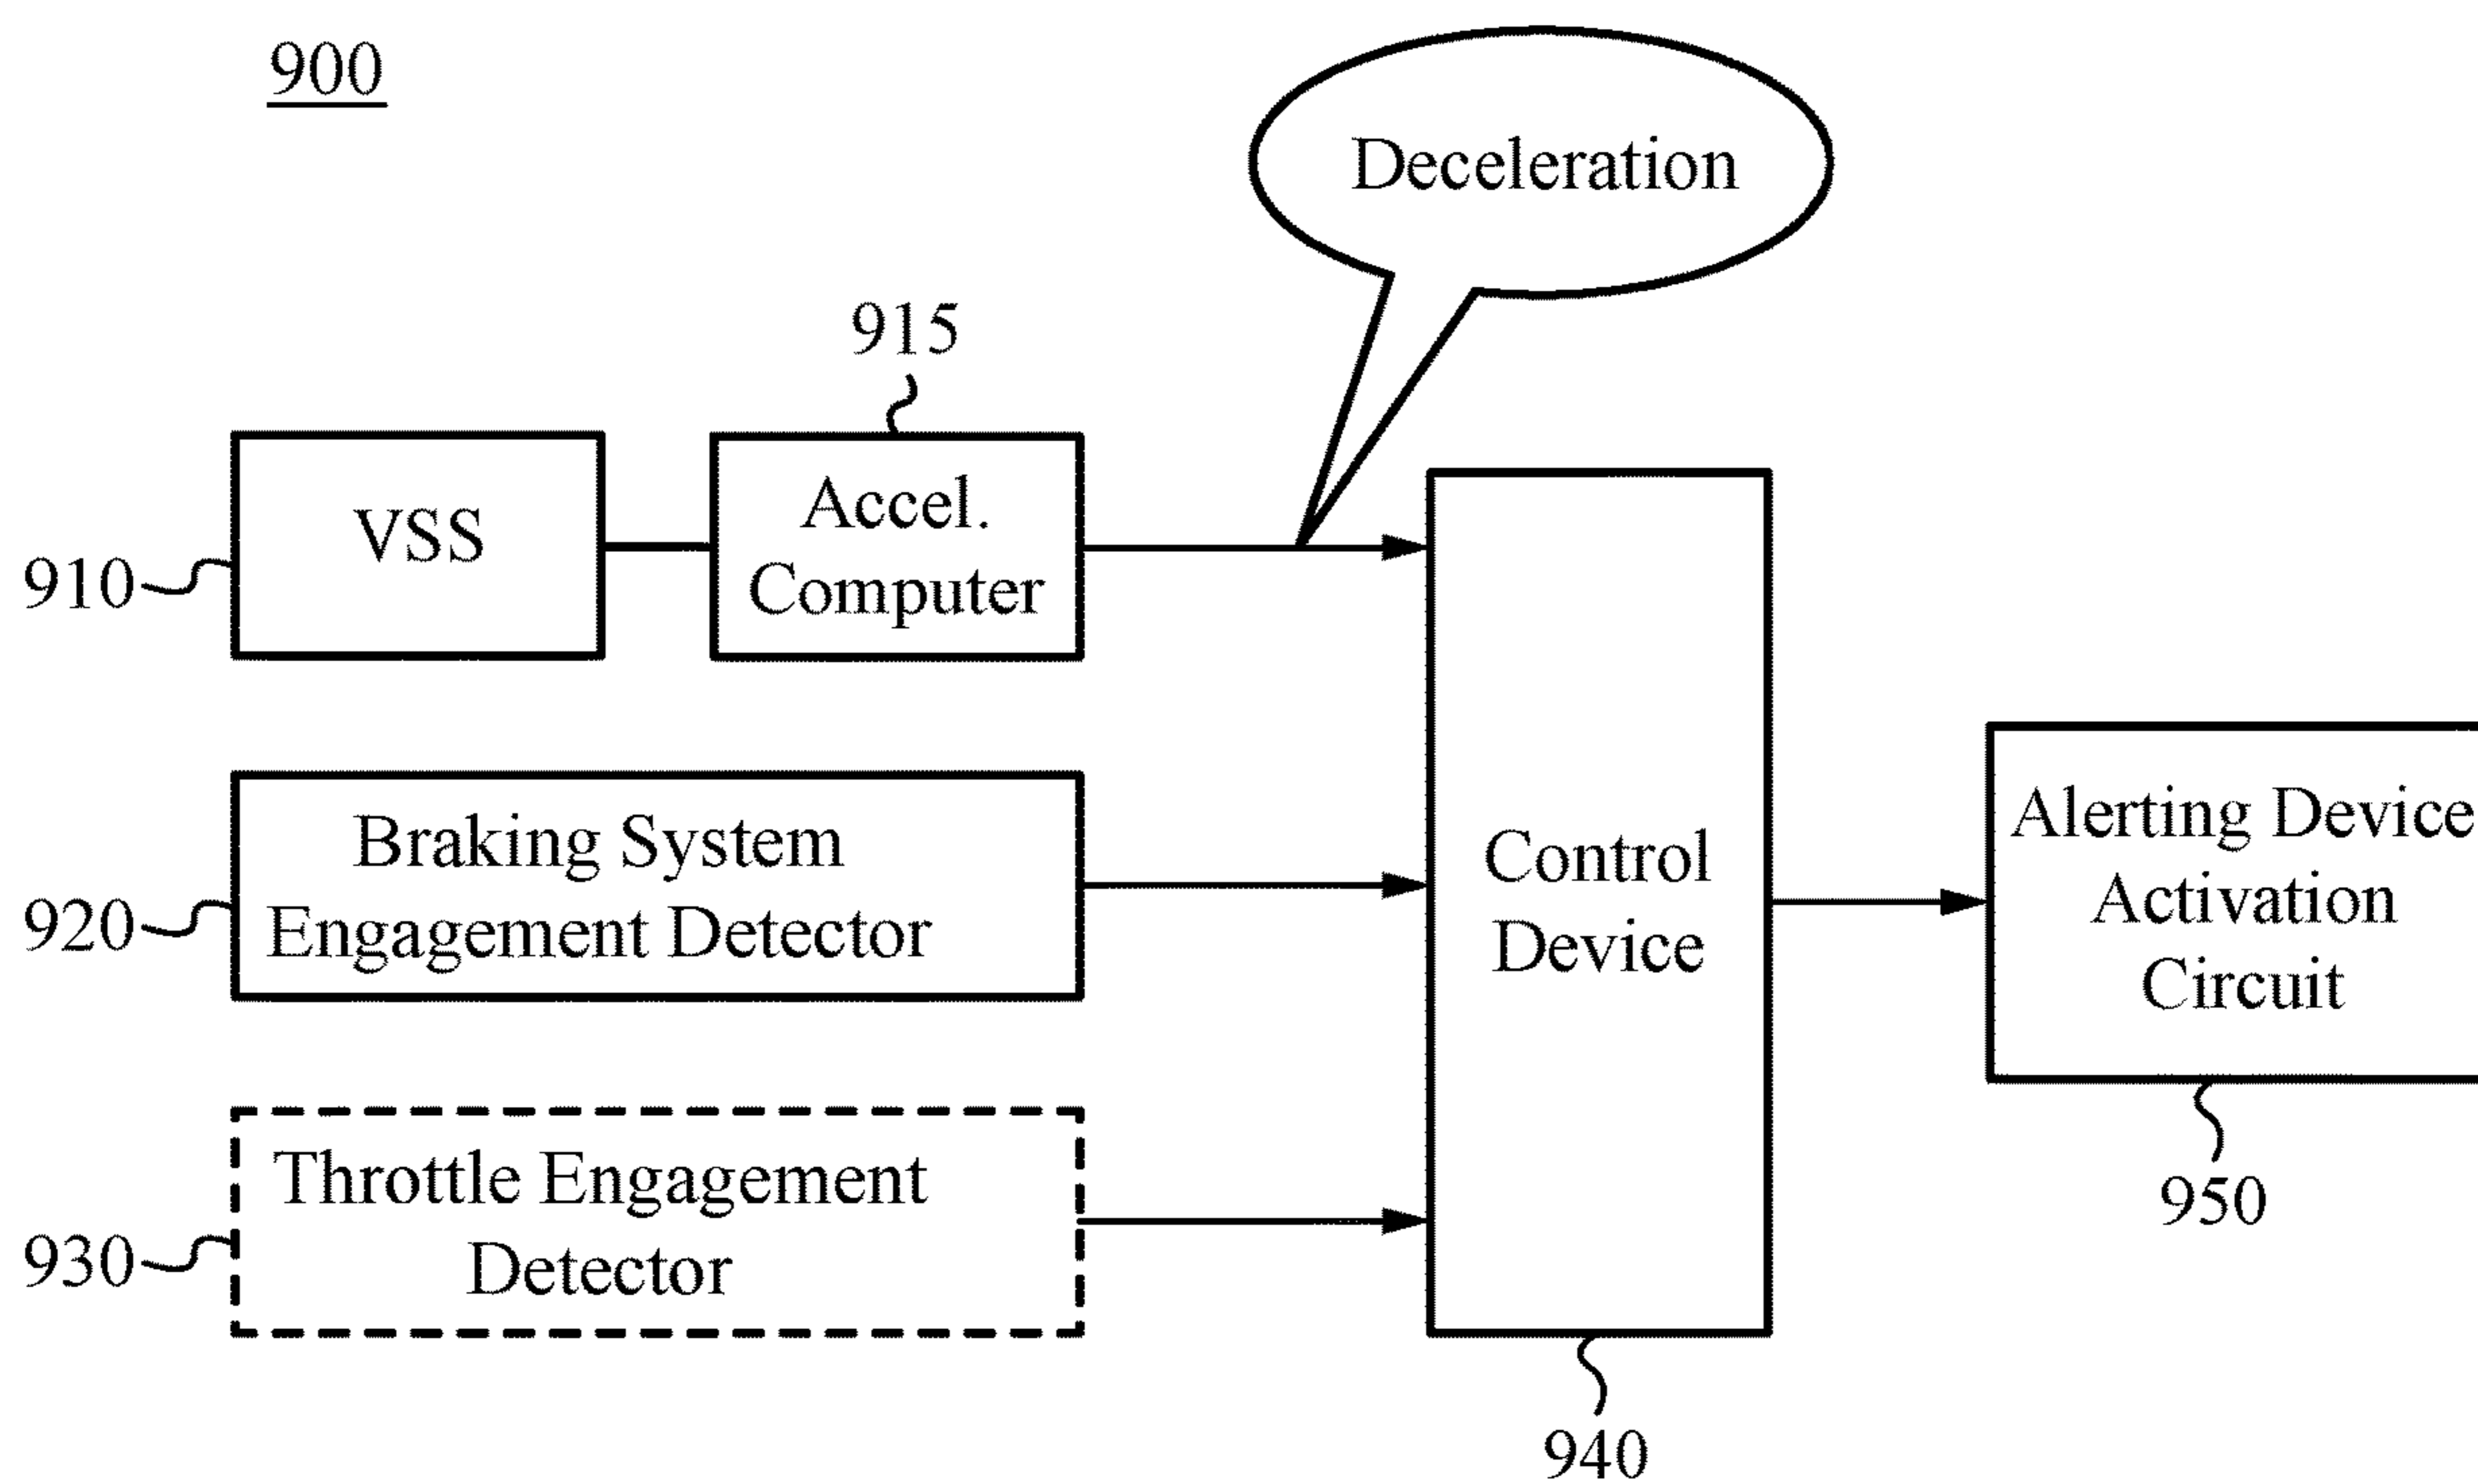 900
Deceleration
915
VSS
Accel.
Computer
910
Braking System
Engagement Detector
920
Control
Device
Alerting Device
Activation
Circuit
Throttle Engagement
Detector
930
950
940